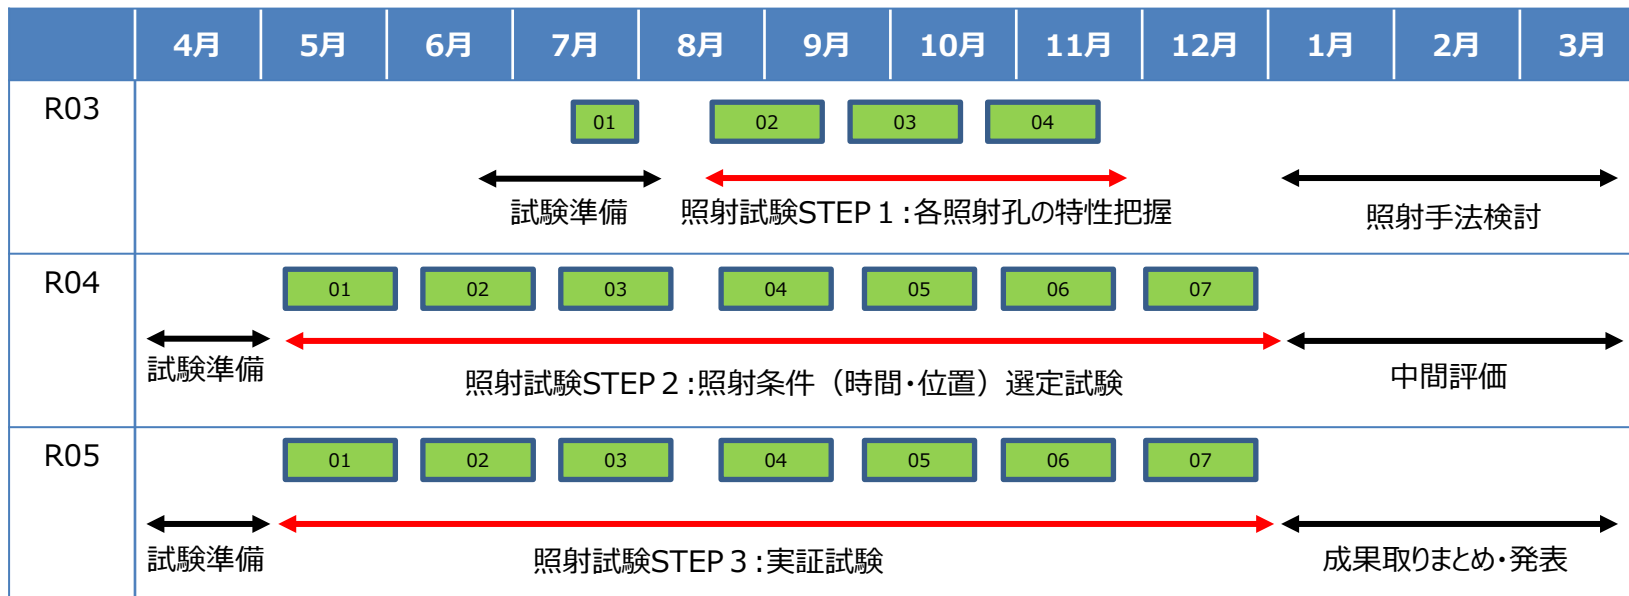 4月 5月 6月 7月 8月 9月 10月 11月 12月 1月 2月 3月
R03
01 02 03 04
試験準備 照射試験STEP1:各照射孔の特性把握 照射手法検討
R04
01 02 03 04 05 06 07
試験準備 照射試験STEP2:照射条件(時間・位置)選定試験 中間評価
R05
01 02 03 04 05 06 07
試験準備 照射試験STEP3:実証試験 成果取りまとめ・発表